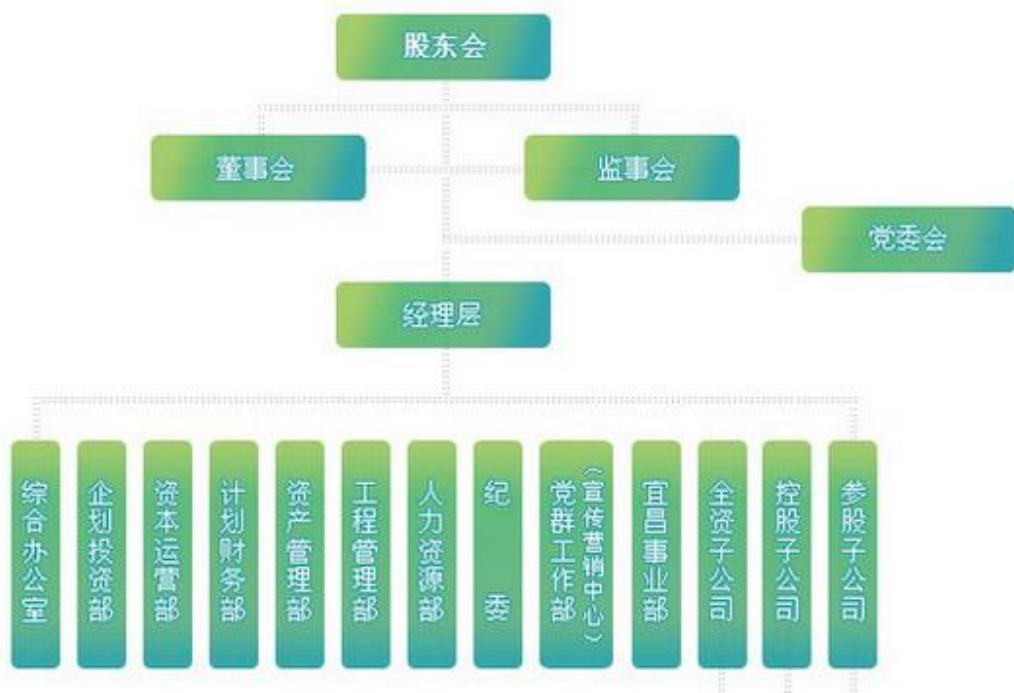 股东会
董事会
监事会
党委会
经理层
综合办公室
企划投资部
资本运营部
计划财务部
资产管理部
工程管理部
人力资源部
纪委
党群工作部
（宣传营销中心）
宜昌事业部
全资子公司
控股子公司
参股子公司